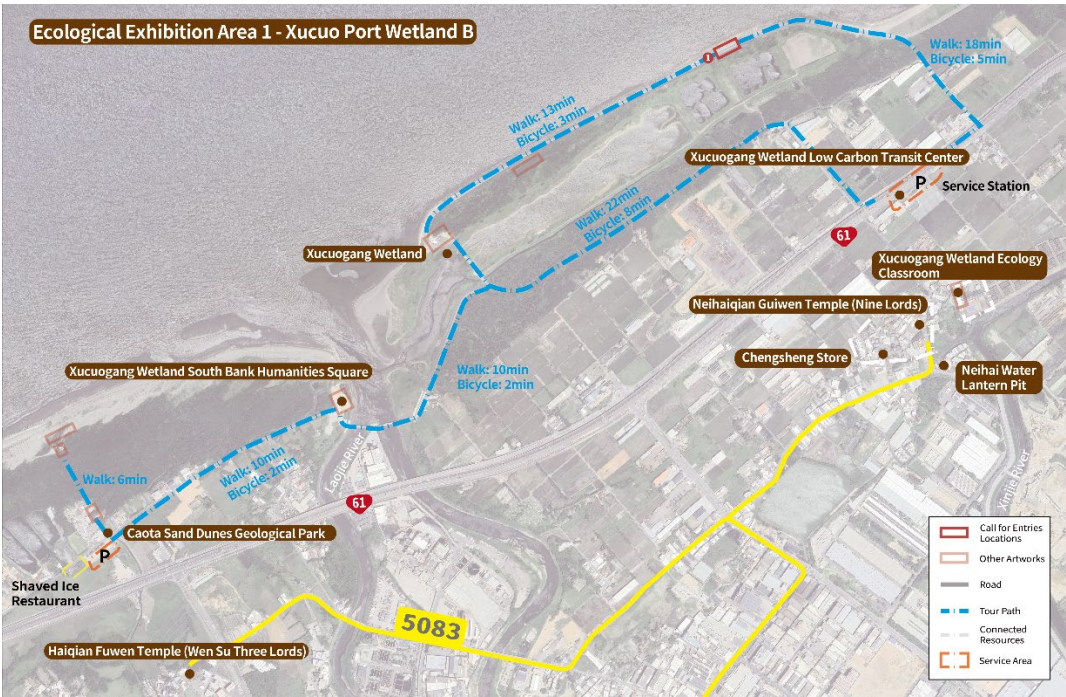 Ecological Exhibition Area 1 - Xucuo Port Wetland B
1
Walk: 18min
Bicycle: 5min
Walk: 13min
Bicycle: 3min
Xucuogang Wetland Low Carbon Transit Center
P
Service Station
Walk: 22min
Bicycle: 8min
61
Xucuogang Wetland
Xucuogang Wetland Ecology
Classroom
Neihaiqian Guiwen Temple (Nine Lords)
Chengsheng Store
Neihai Water
Lantern Pit
Xucuogang Wetland South Bank Humanities Square
Walk: 10min
Bicycle: 2min
Laojie River
Xinjie River
Walk: 6min
Walk: 10min
Bicycle: 2min
61
Caota Sand Dunes Geological Park
P
Shaved Ice
Restaurant
5083
Haiqian Fuwen Temple (Wen Su Three Lords)
Call for Entries
Locations
Other Artworks
Road
Tour Path
Connected
Resources
Service Area